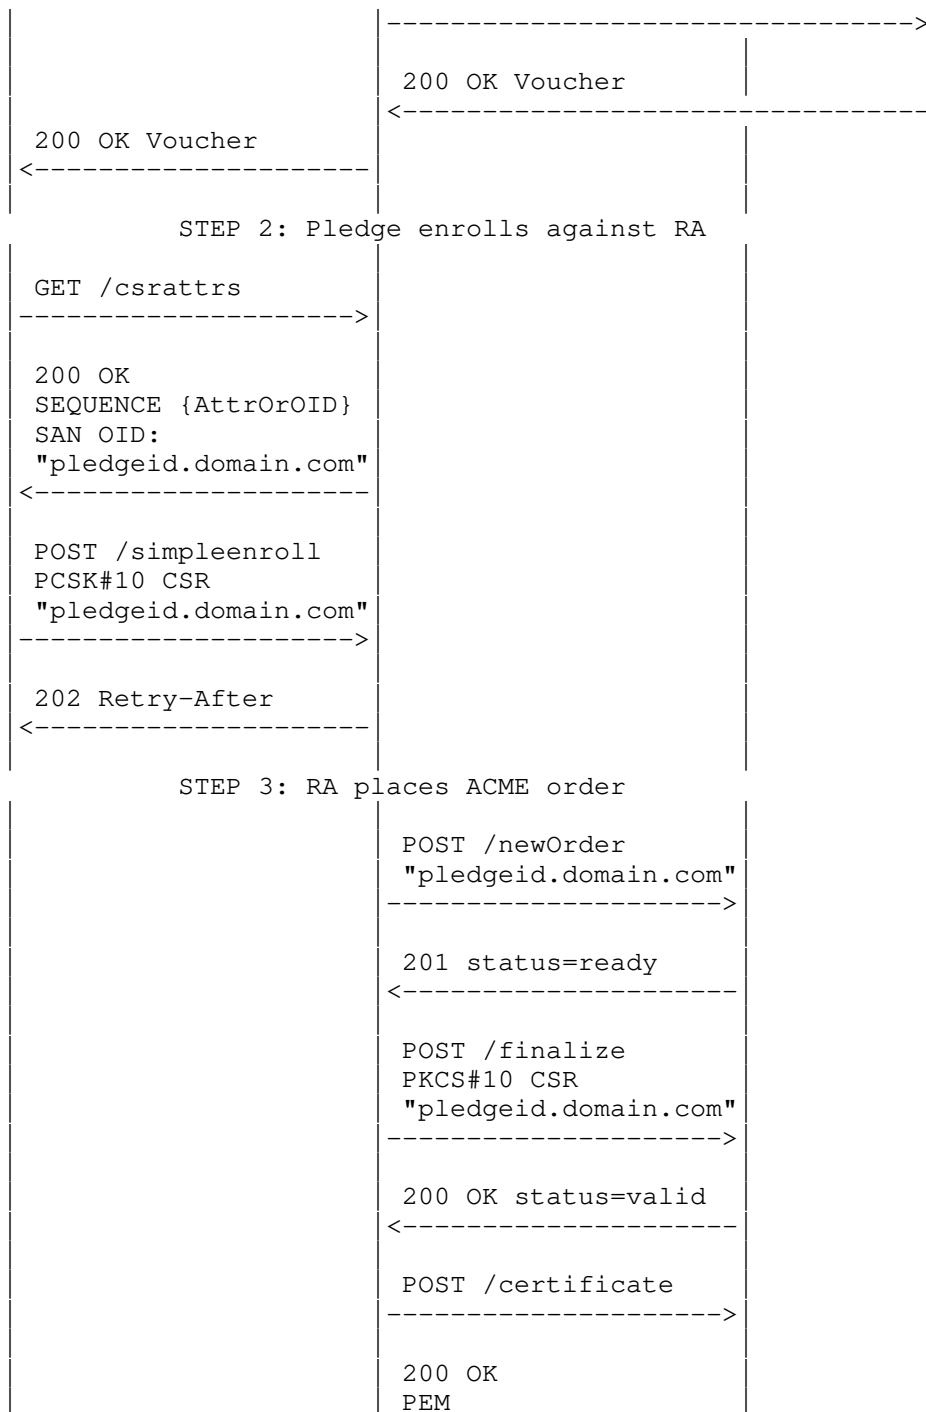 200 OK Voucher
200 OK Voucher
STEP 2: Pledge enrolls against RA
GET /csrattrs
200 OK
SEQUENCE {AttrOrOID}
SAN OID:
"pledgeid.domain.com"
POST /simpleenroll
PCSK#10 CSR
"pledgeid.domain.com"
202 Retry-After
STEP 3: RA places ACME order
POST /newOrder
"pledgeid.domain.com"
201 status=ready
POST /finalize
PKCS#10 CSR
"pledgeid.domain.com"
200 OK status=valid
POST /certificate
200 OK
PEM